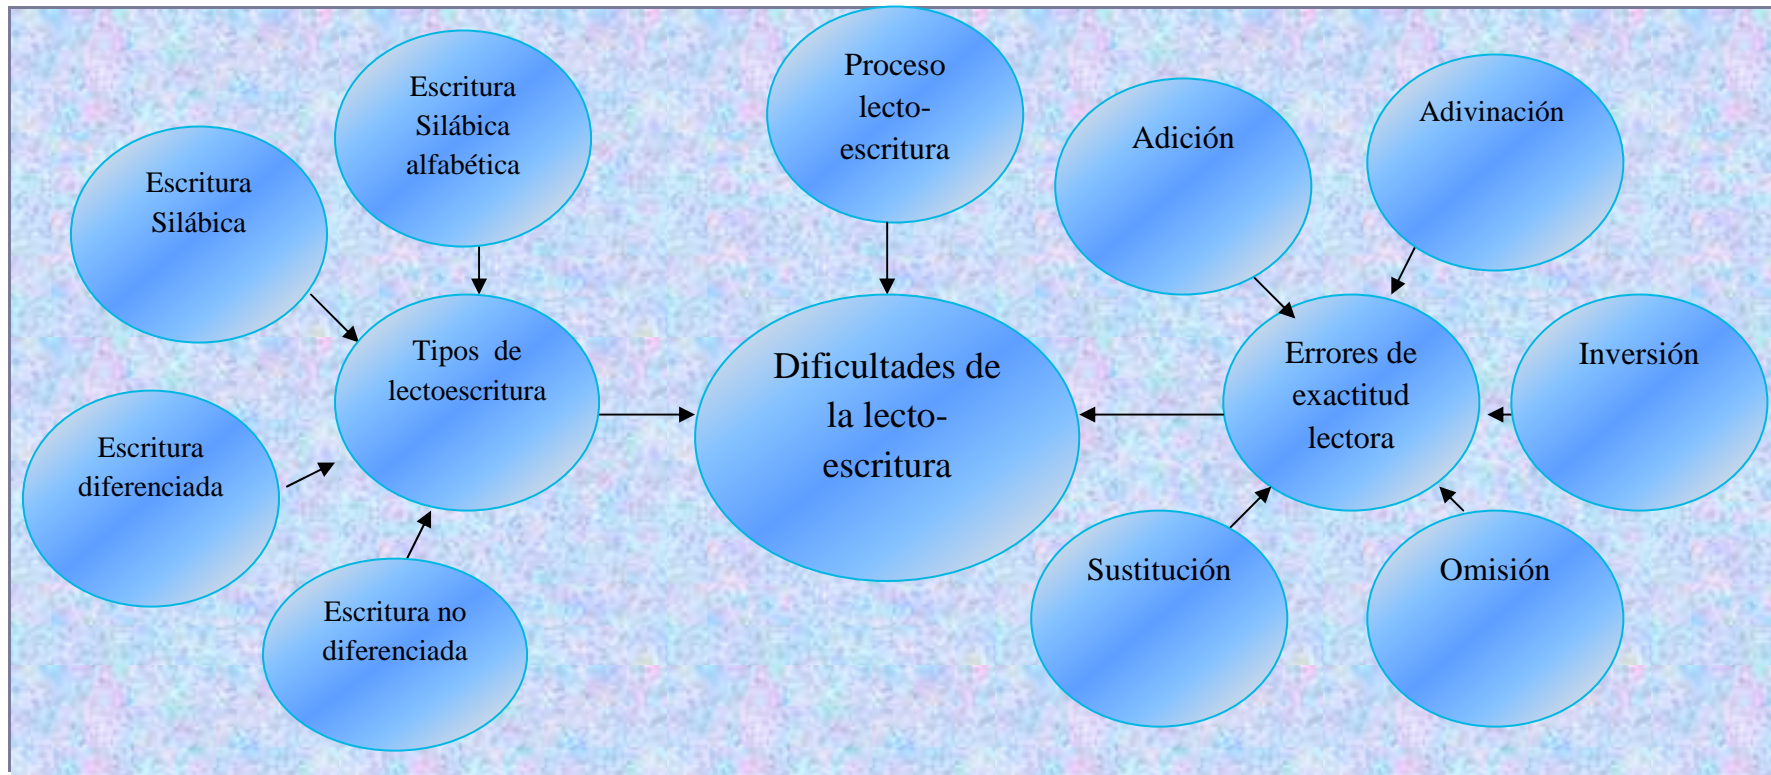 Escritura
Silábica
alfabética
Escritura
Silábica
Tipos de
lectoescritura
Escritura
diferenciada
Escritura no
diferenciada
Proceso
lecto-
escritura
Dificultades de
la lecto-
escritura
Adición
Adivinación
Errores de
exactitud
lectora
Inversión
Sustitución
Omisión